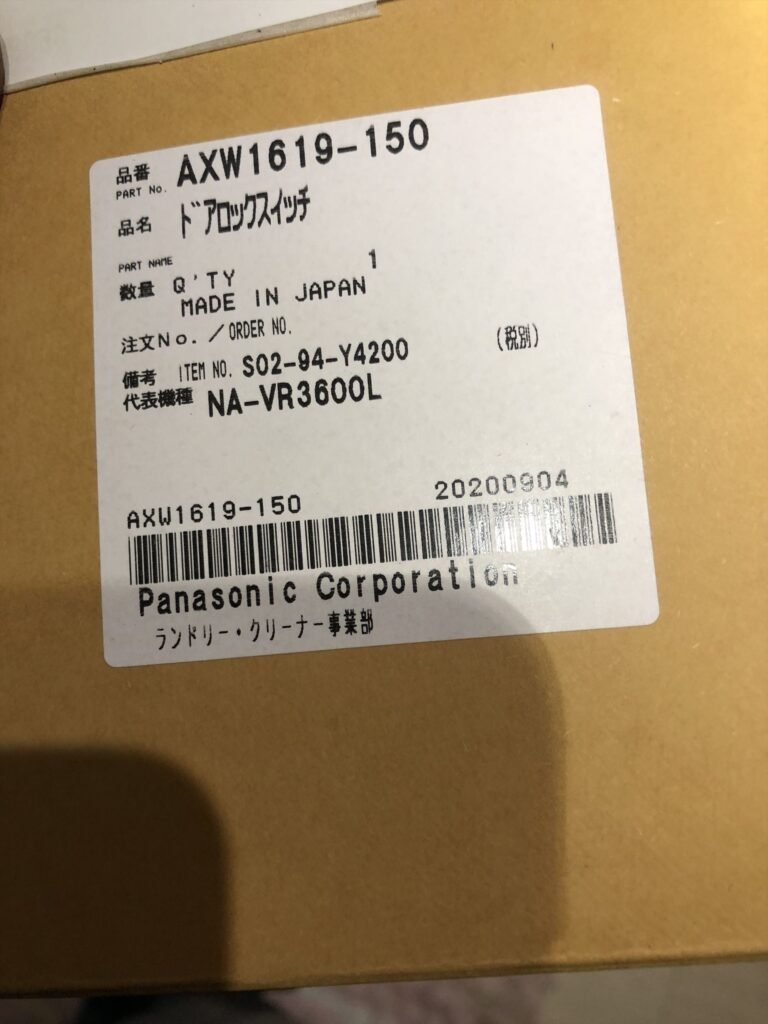 品番 AXW1619-150
PART No.
品名 ドアロックスイッチ
PART NAME
数量 Q'TY 1
MADE IN JAPAN
注文No./ORDER NO.
備考 ITEM NO. S02-94-Y4200 (税別)
代表機種 NA-VR3600L
AXW1619-150 20200904
Panasonic Corporation
ランドリー・クリーナー事業部